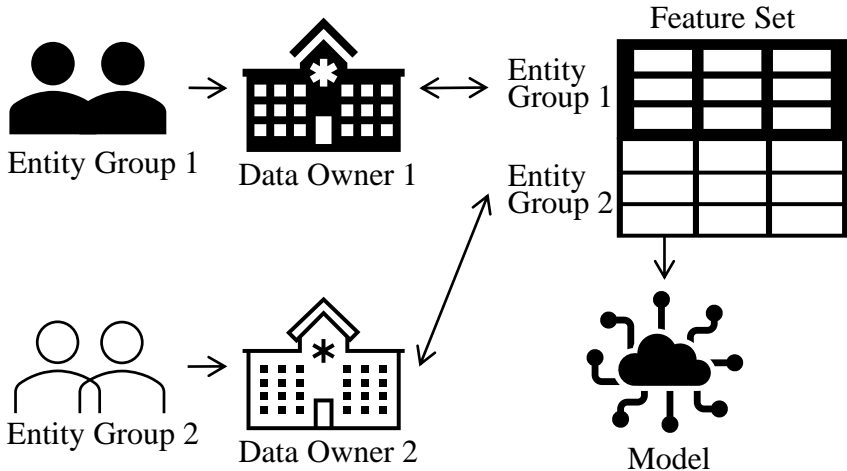 Feature Set
Entity
Group 1
Entity Group 1
Data Owner 1
Entity
Group 2
Entity Group 2
Data Owner 2
Model